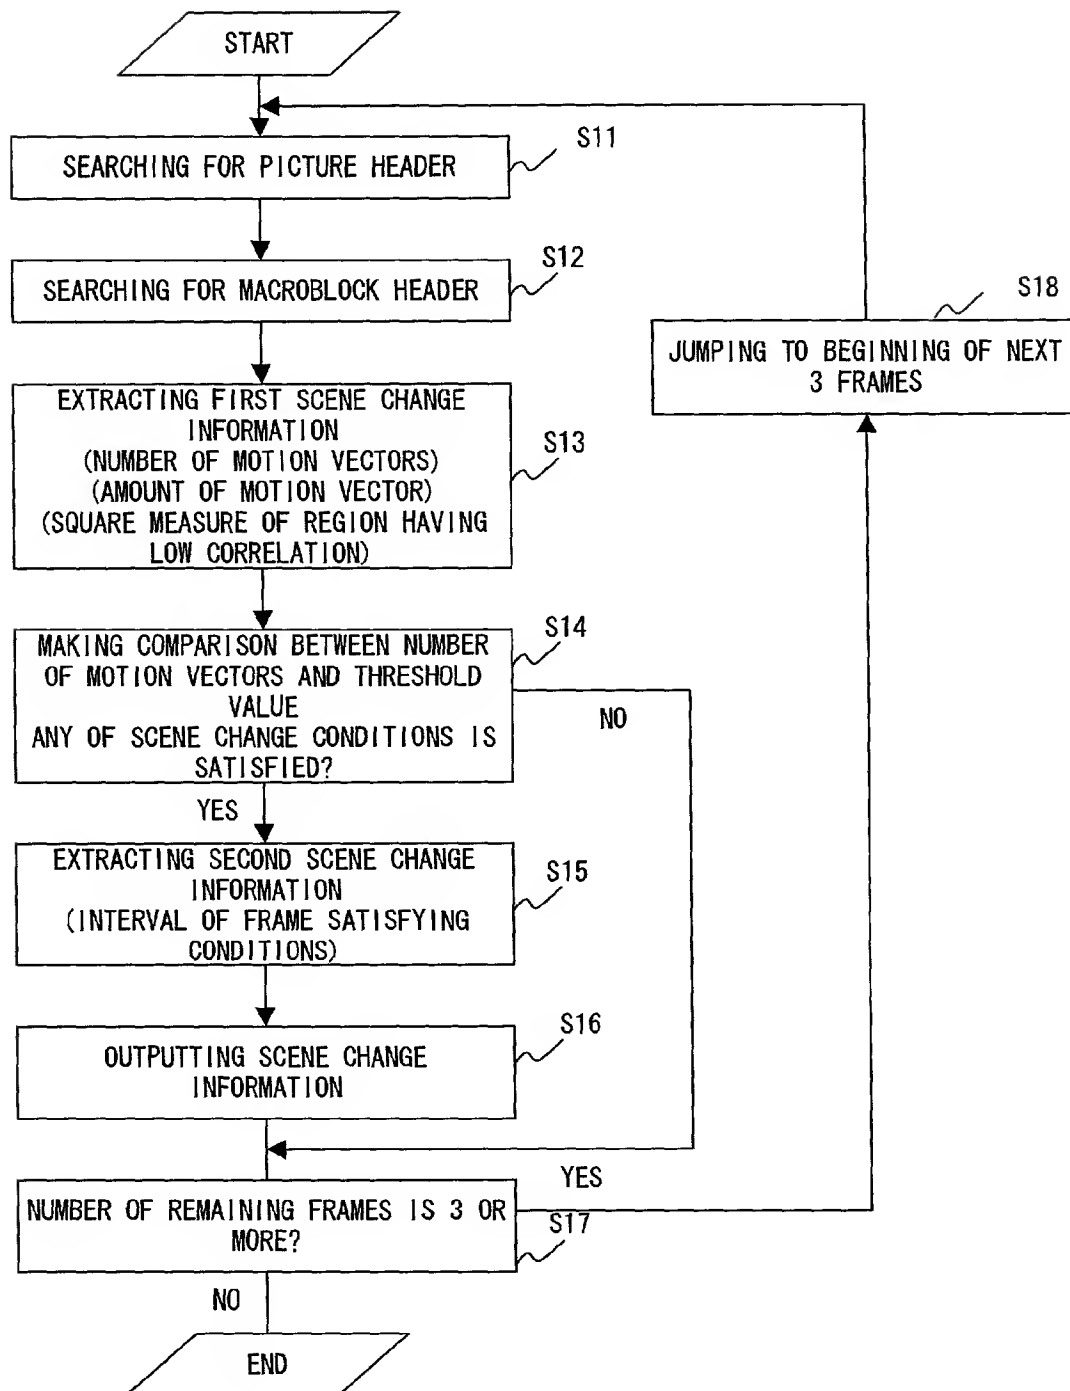 START
SEARCHING FOR PICTURE HEADER
S11
SEARCHING FOR MACROBLOCK HEADER
S12
EXTRACTING FIRST SCENE CHANGE
INFORMATION
(NUMBER OF MOTION VECTORS)
(AMOUNT OF MOTION VECTOR)
(SQUARE MEASURE OF REGION HAVING
LOW CORRELATION)
S13
MAKING COMPARISON BETWEEN NUMBER
OF MOTION VECTORS AND THRESHOLD
VALUE
ANY OF SCENE CHANGE CONDITIONS IS
SATISFIED?
S14
NO
YES
EXTRACTING SECOND SCENE CHANGE
INFORMATION
(INTERVAL OF FRAME SATISFYING
CONDITIONS)
S15
OUTPUTTING SCENE CHANGE
INFORMATION
S16
NUMBER OF REMAINING FRAMES IS 3 OR
MORE?
S17
YES
NO
END
JUMPING TO BEGINNING OF NEXT
3 FRAMES
S18